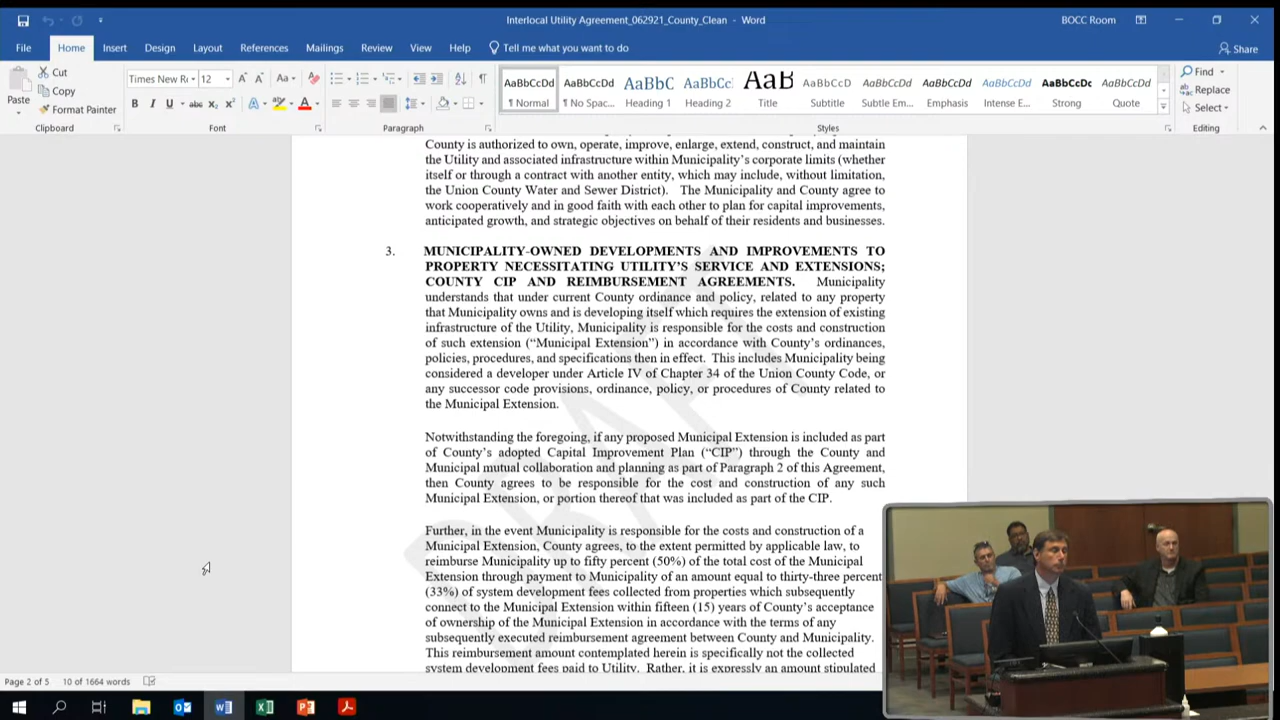 Interlocal Utility Agreement_062921_County_Clean - Word
BOCC Room
File Home Insert Design Layout References Mailings Review View Help Tell me what you want to do Share
Paste
Cut
Copy
Format Painter
Clipboard
Times New R 12
Font
Paragraph
AaBbCcDd AaBbCcDd AaBbC AaBbCc AaB AaBbCcD AaBbCcDd AaBbCcDd AaBbCcDd AaBbCcDc AaBbCcDd
¶ Normal ¶ No Spac... Heading 1 Heading 2 Title Subtitle Subtle Em... Emphasis Intense E... Strong Quote
Styles
Find
Replace
Select
Editing
County is authorized to own, operate, improve, enlarge, extend, construct, and maintain
the Utility and associated infrastructure within Municipality's corporate limits (whether
itself or through a contract with another entity, which may include, without limitation,
the Union County Water and Sewer District). The Municipality and County agree to
work cooperatively and in good faith with each other to plan for capital improvements,
anticipated growth, and strategic objectives on behalf of their residents and businesses.
3. MUNICIPALITY-OWNED DEVELOPMENTS AND IMPROVEMENTS TO
PROPERTY NECESSITATING UTILITY'S SERVICE AND EXTENSIONS;
COUNTY CIP AND REIMBURSEMENT AGREEMENTS. Municipality
understands that under current County ordinance and policy, related to any property
that Municipality owns and is developing itself which requires the extension of existing
infrastructure of the Utility, Municipality is responsible for the costs and construction
of such extension ("Municipal Extension") in accordance with County's ordinances,
policies, procedures, and specifications then in effect. This includes Municipality being
considered a developer under Article IV of Chapter 34 of the Union County Code, or
any successor code provisions, ordinance, policy, or procedures of County related to
the Municipal Extension.
Notwithstanding the foregoing, if any proposed Municipal Extension is included as part
of County's adopted Capital Improvement Plan ("CIP") through the County and
Municipal mutual collaboration and planning as part of Paragraph 2 of this Agreement,
then County agrees to be responsible for the cost and construction of any such
Municipal Extension, or portion thereof that was included as part of the CIP.
Further, in the event Municipality is responsible for the costs and construction of a
Municipal Extension, County agrees, to the extent permitted by applicable law, to
reimburse Municipality up to fifty percent (50%) of the total cost of the Municipal
Extension through payment to Municipality of an amount equal to thirty-three percent
(33%) of system development fees collected from properties which subsequently
connect to the Municipal Extension within fifteen (15) years of County's acceptance
of ownership of the Municipal Extension in accordance with the terms of any
subsequently executed reimbursement agreement between County and Municipality.
This reimbursement amount contemplated herein is specifically not the collected
system development fees paid to Utility. Rather, it is expressly an amount stipulated
DRAFT
Page 2 of 5 10 of 1664 words